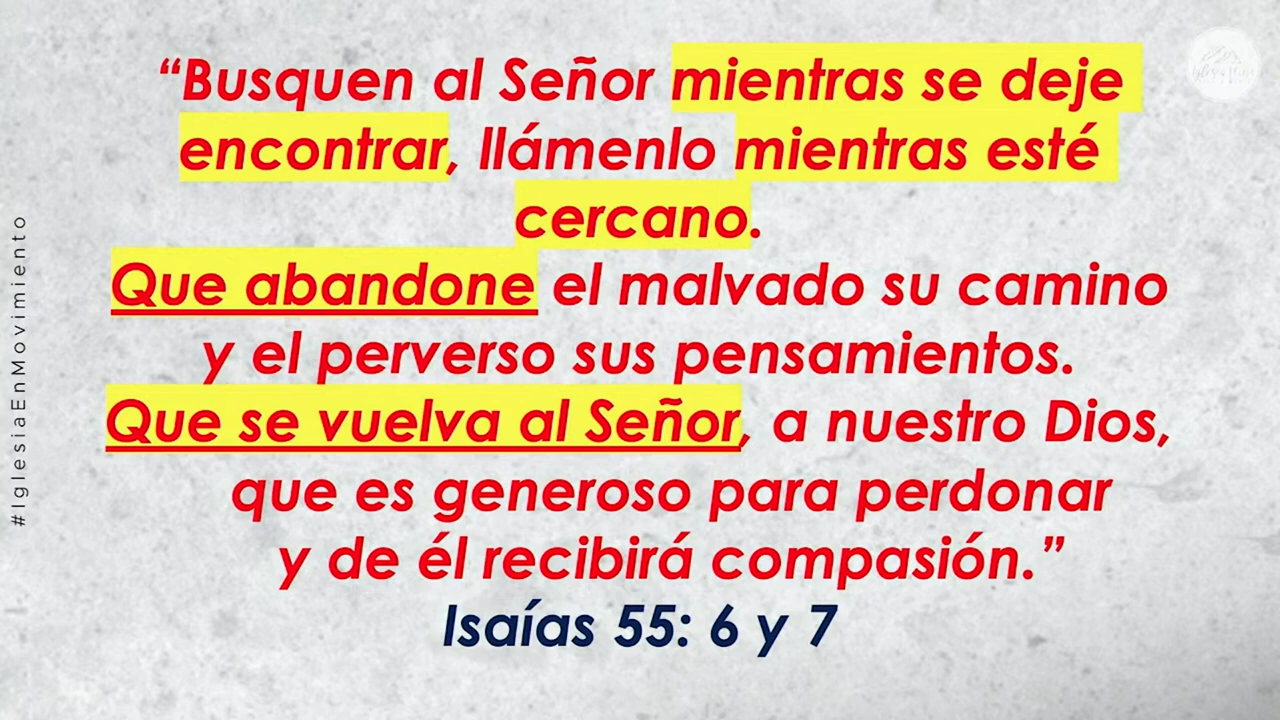 “Busquen al Señor mientras se deje
encontrar, llámenlo mientras esté
cercano.
Que abandone el malvado su camino
y el perverso sus pensamientos.
Que se vuelva al Señor, a nuestro Dios,
que es generoso para perdonar
y de él recibirá compasión.”
Isaías 55: 6 y 7
#IglesiaEnMovimiento